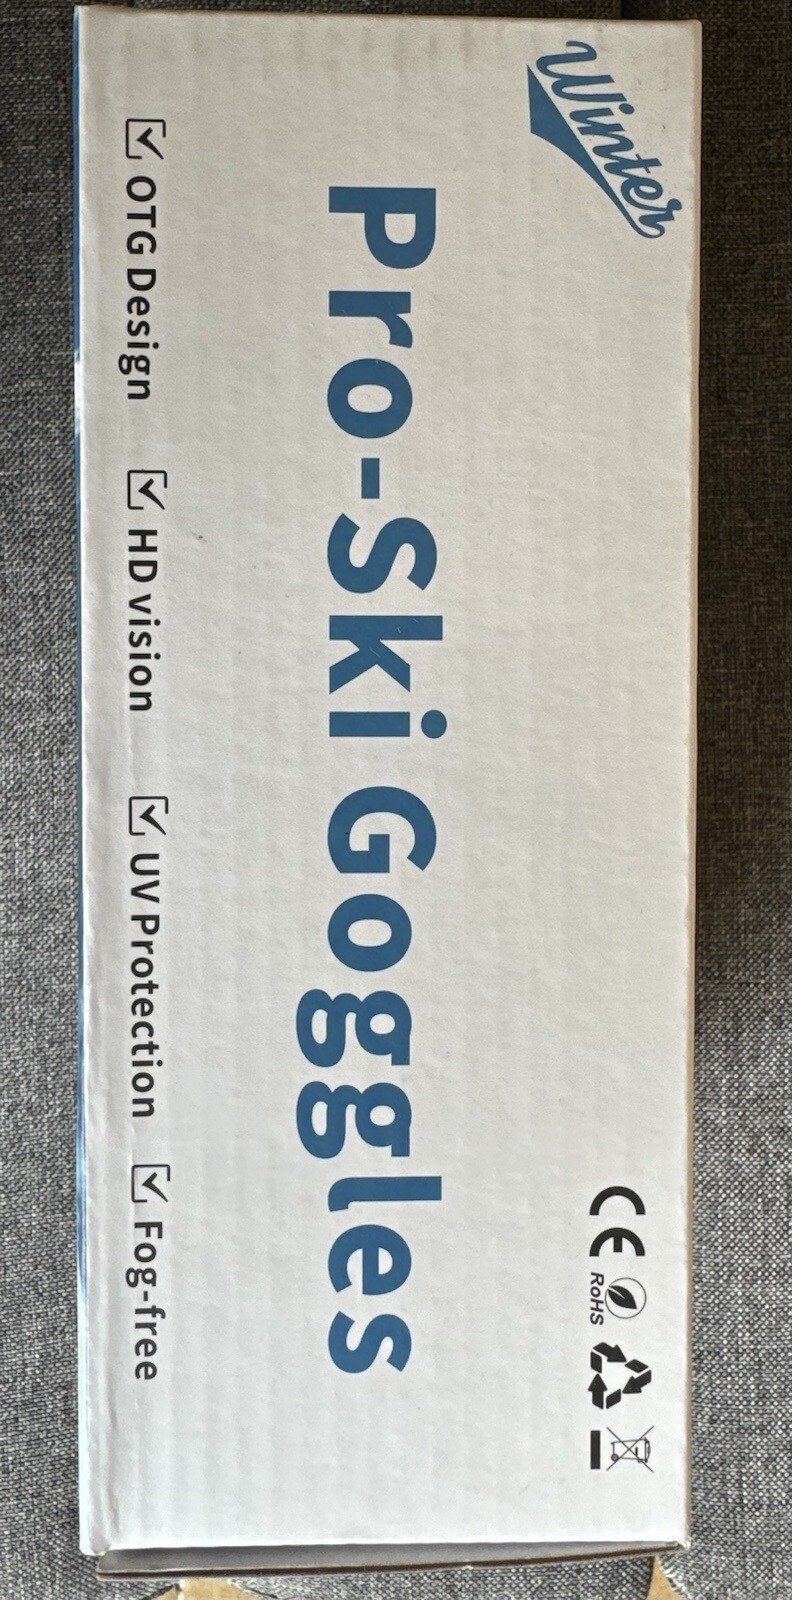 Winter
CE RoHS
Pro-Ski Goggles
OTG Design HD vision UV Protection Fog-free